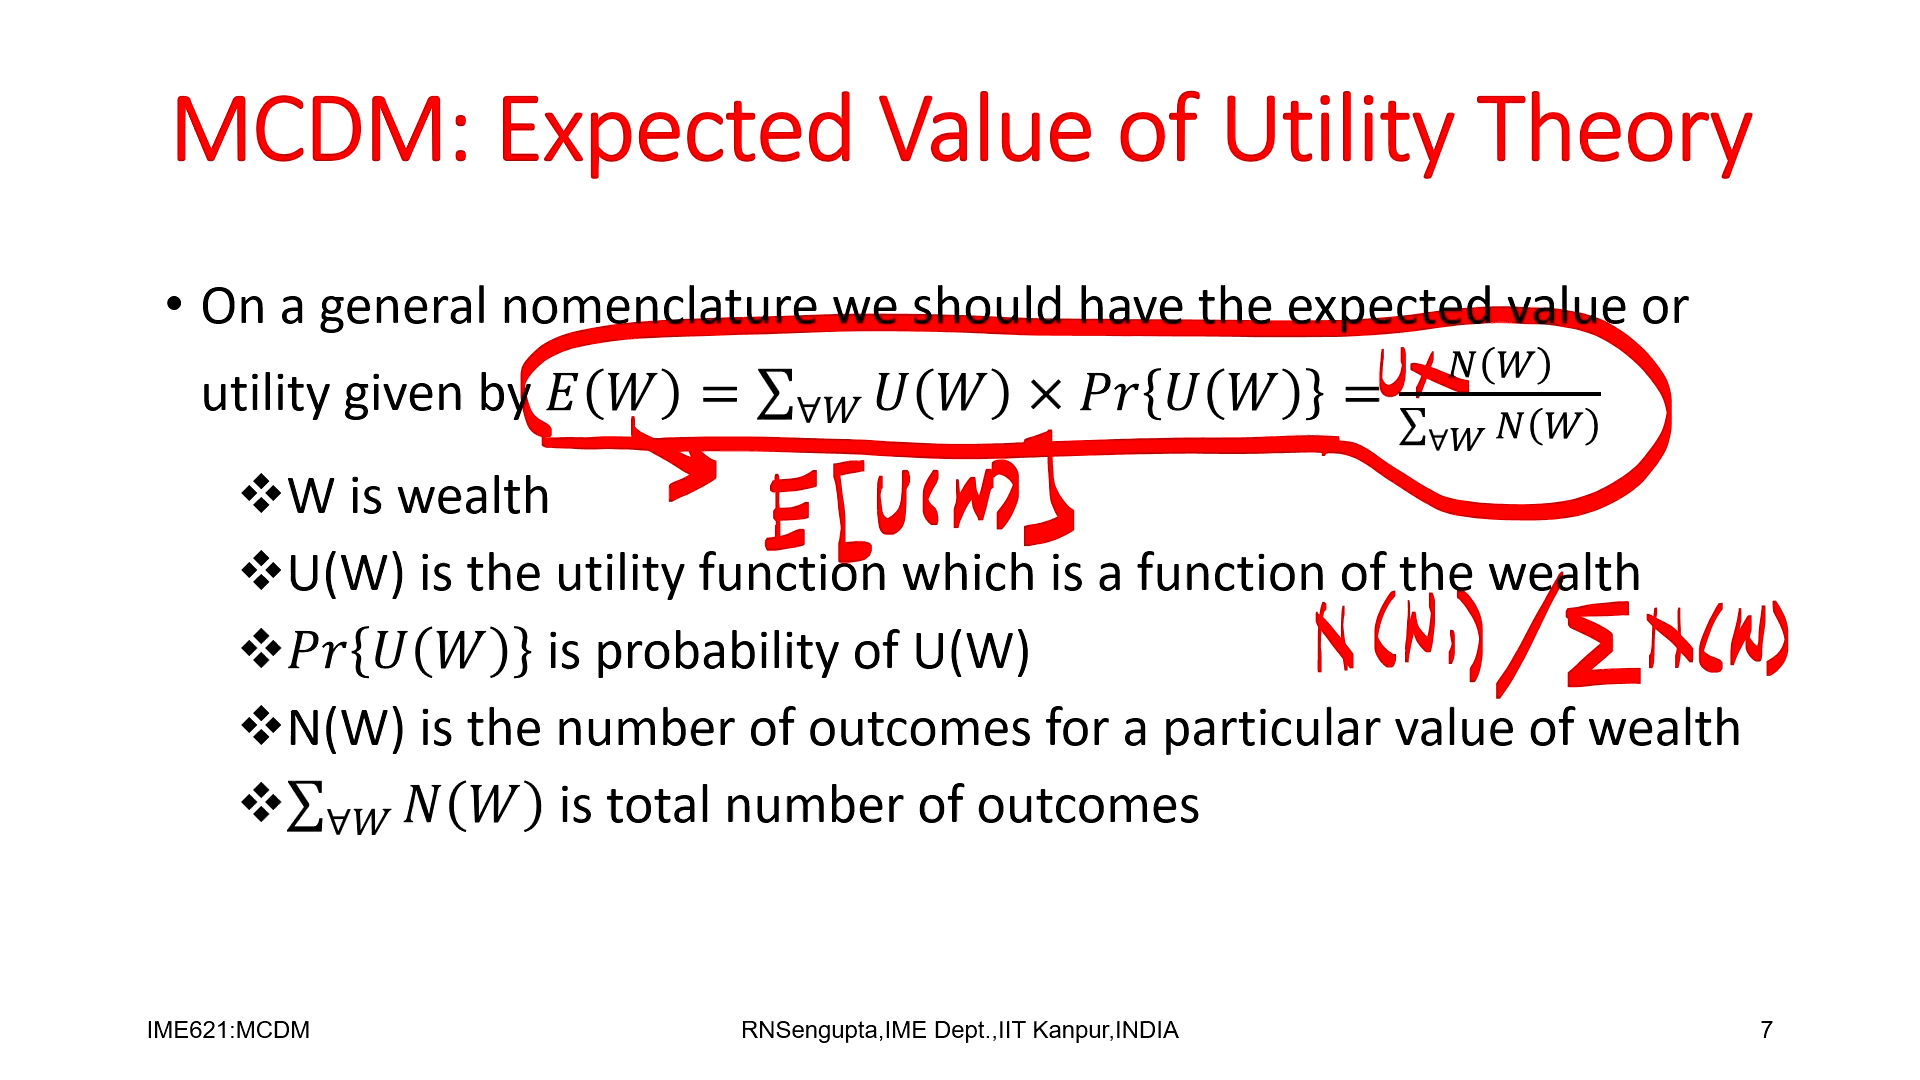 MCDM: Expected Value of Utility Theory
• On a general nomenclature we should have the expected value or
utility given by E(W) = ∑∀W U(W) × Pr{U(W)} = U× N(W) / ∑∀W N(W)
E[U(W)]
❖W is wealth
❖U(W) is the utility function which is a function of the wealth
N(W1) / Σ N(W)
❖Pr{U(W)} is probability of U(W)
❖N(W) is the number of outcomes for a particular value of wealth
❖∑∀W N(W) is total number of outcomes
IME621:MCDM RNSengupta,IME Dept.,IIT Kanpur,INDIA 7